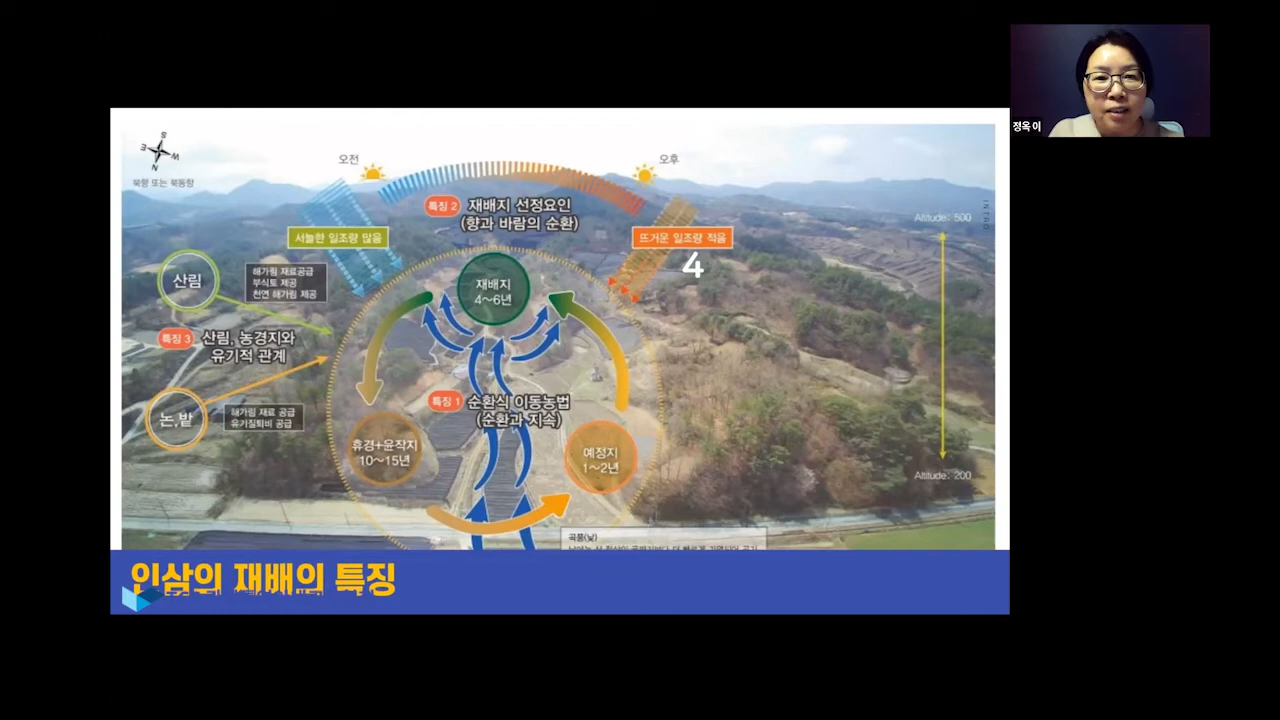 정옥 이
S
E
W
N
북향 또는 북동향
오전
오후
INTRO
특징 2
재배지 선정요인
(향과 바람의 순환)
Altitude: 500
서늘한 일조량 많음
뜨거운 일조량 적음
4
산림
해가림 재료공급
부식토 제공
천연 해가림 제공
재배지
4~6년
특징 3
산림, 농경지와
유기적 관계
특징 1
순환식 이동농법
(순환과 지속)
논,밭
해가림 재료 공급
유기질퇴비 공급
휴경+윤작지
10~15년
예정지
1~2년
Altitude: 200
곡풍(낮)
인삼의 재배의 특징